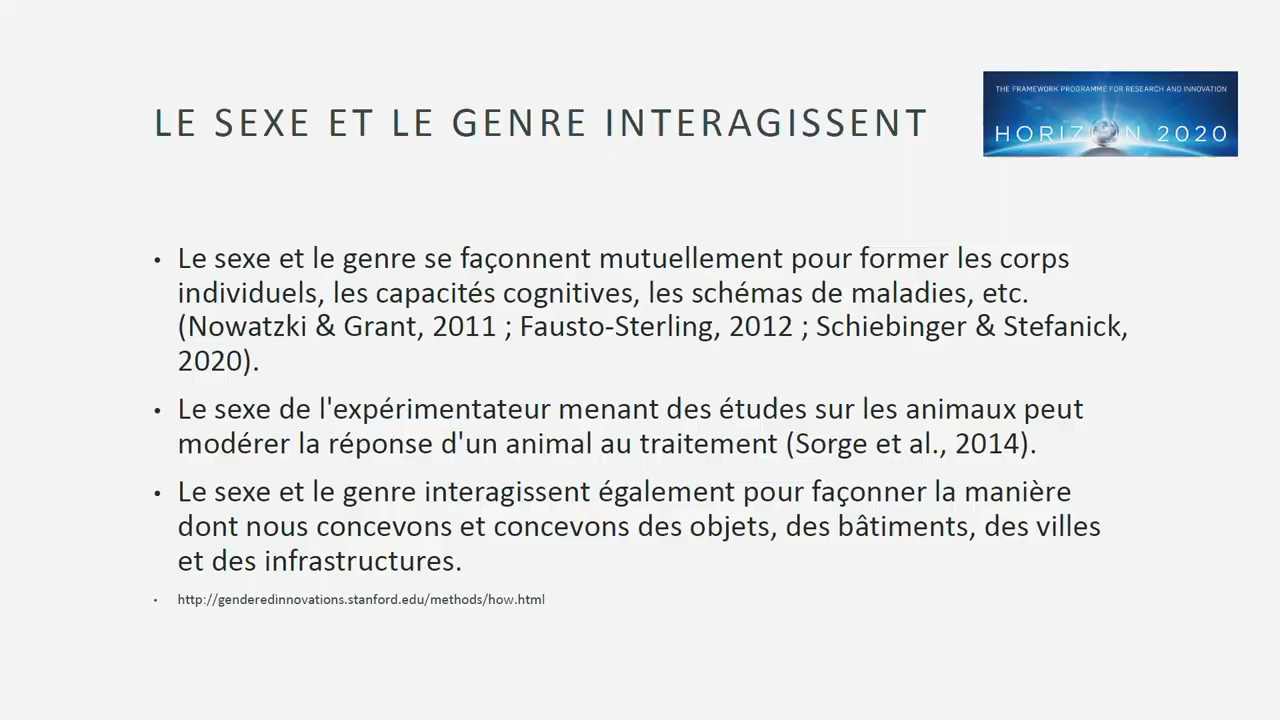 LE SEXE ET LE GENRE INTERAGISSENT
THE FRAMEWORK PROGRAMME FOR RESEARCH AND INNOVATION
HORIZON 2020
• Le sexe et le genre se façonnent mutuellement pour former les corps
individuels, les capacités cognitives, les schémas de maladies, etc.
(Nowatzki & Grant, 2011 ; Fausto-Sterling, 2012 ; Schiebinger & Stefanick,
2020).
• Le sexe de l'expérimentateur menant des études sur les animaux peut
modérer la réponse d'un animal au traitement (Sorge et al., 2014).
• Le sexe et le genre interagissent également pour façonner la manière
dont nous concevons et concevons des objets, des bâtiments, des villes
et des infrastructures.
• http://genderedinnovations.stanford.edu/methods/how.html